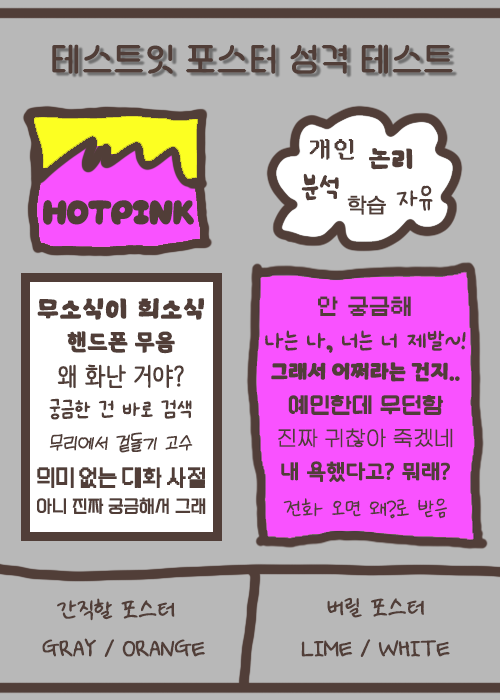 테스트잇 포스터 성격 테스트
HOTPINK
개인 논리
분석 학습 자유
무소식이 희소식
핸드폰 무음
왜 화난 거야?
궁금한 건 바로 검색
무리에서 겉돌기 고수
의미 없는 대화 사절
아니 진짜 궁금해서 그래
안 궁금해
나는 나, 너는 너 제발~!
그래서 어쩌라는 건지..
예민한데 무던함
진짜 귀찮아 죽겠네
내 욕했다고? 뭐래?
전화 오면 왜?로 받음
간직할 포스터
GRAY / ORANGE
버릴 포스터
LIME / WHITE